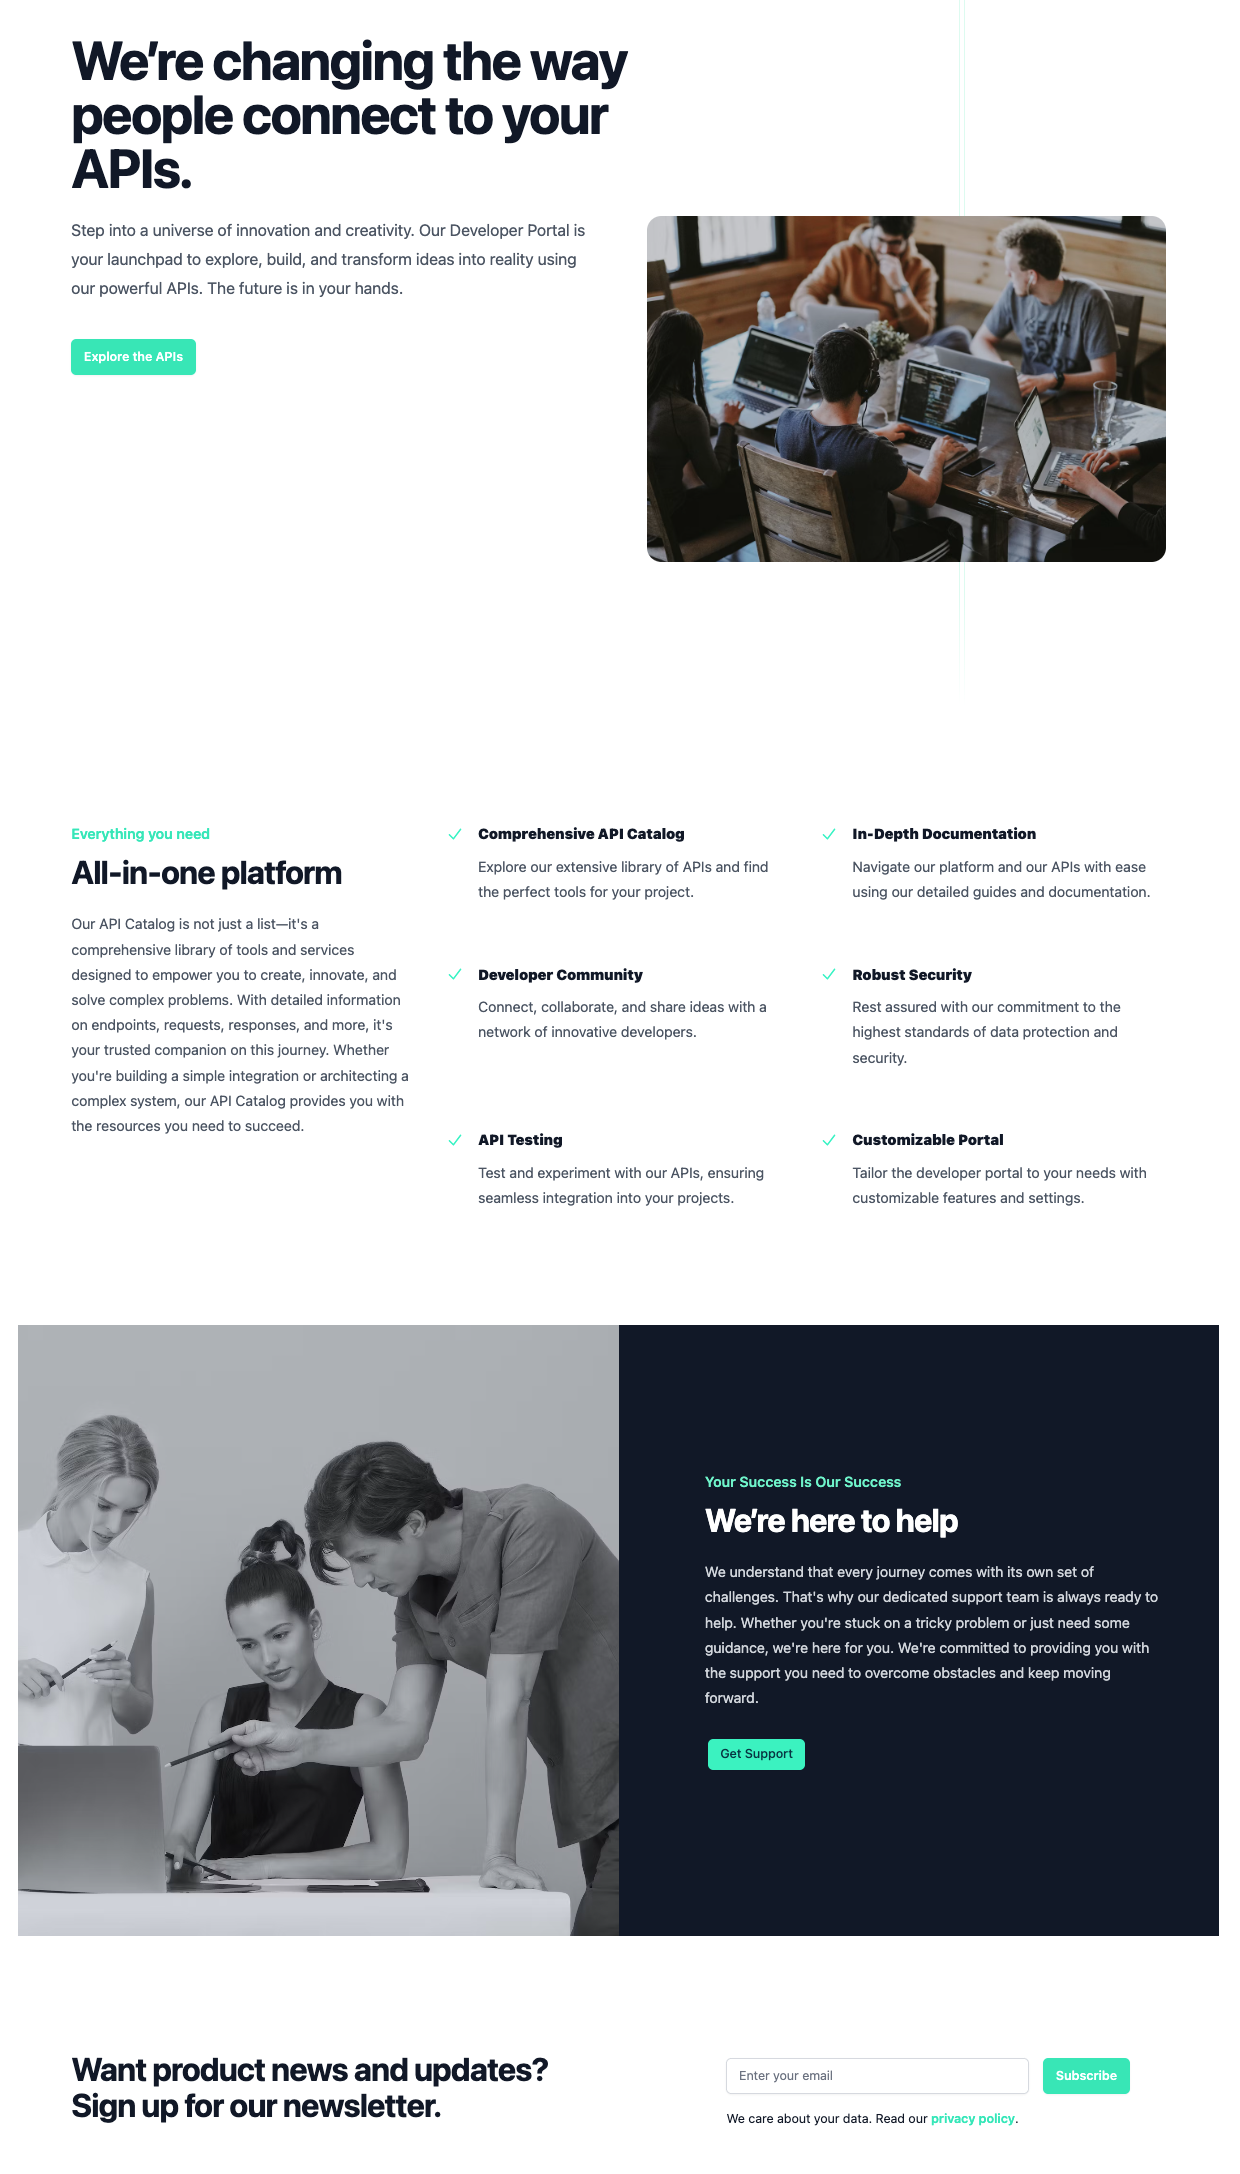 We're changing the way
people connect to your
APIs.
Step into a universe of innovation and creativity. Our Developer Portal is
your launchpad to explore, build, and transform ideas into reality using
our powerful APIs. The future is in your hands.
Explore the APIs
Everything you need
All-in-one platform
Our API Catalog is not just a list—it's a
comprehensive library of tools and services
designed to empower you to create, innovate, and
solve complex problems. With detailed information
on endpoints, requests, responses, and more, it's
your trusted companion on this journey. Whether
you're building a simple integration or architecting a
complex system, our API Catalog provides you with
the resources you need to succeed.
Comprehensive API Catalog
Explore our extensive library of APIs and find
the perfect tools for your project.
In-Depth Documentation
Navigate our platform and our APIs with ease
using our detailed guides and documentation.
Developer Community
Connect, collaborate, and share ideas with a
network of innovative developers.
Robust Security
Rest assured with our commitment to the
highest standards of data protection and
security.
API Testing
Test and experiment with our APIs, ensuring
seamless integration into your projects.
Customizable Portal
Tailor the developer portal to your needs with
customizable features and settings.
Your Success Is Our Success
We're here to help
We understand that every journey comes with its own set of
challenges. That's why our dedicated support team is always ready to
help. Whether you're stuck on a tricky problem or just need some
guidance, we're here for you. We're committed to providing you with
the support you need to overcome obstacles and keep moving
forward.
Get Support
Want product news and updates?
Sign up for our newsletter.
Enter your email
Subscribe
We care about your data. Read our privacy policy.